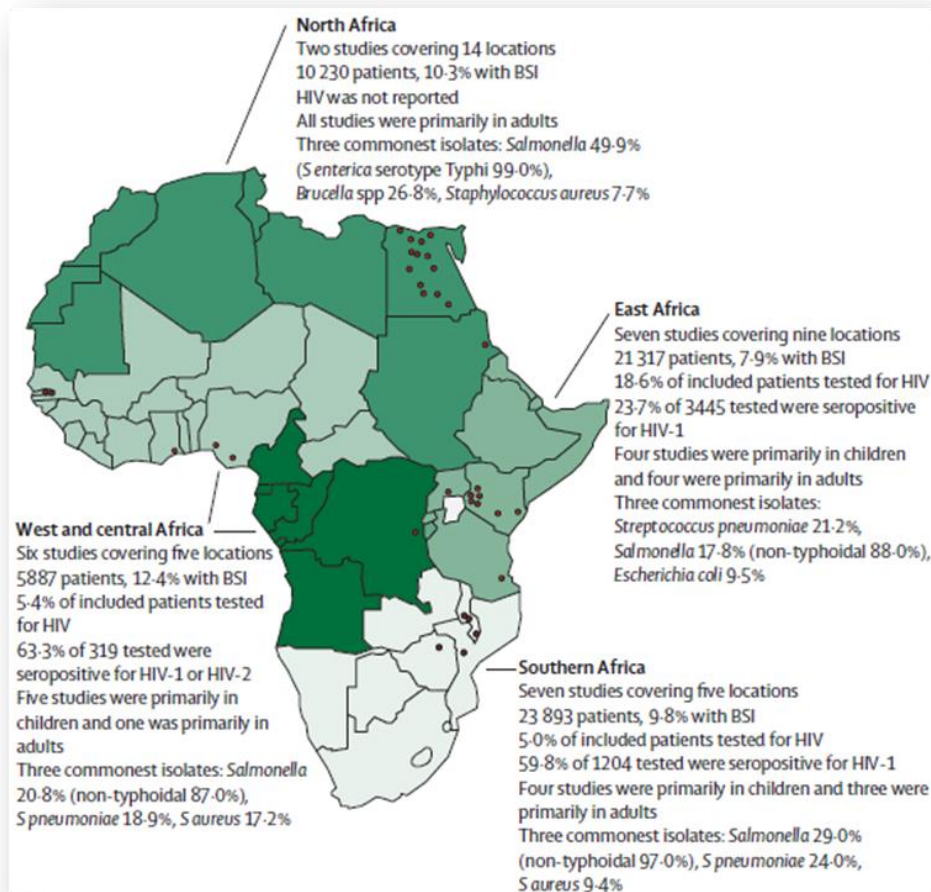 North Africa
Two studies covering 14 locations
10 230 patients, 10·3% with BSI
HIV was not reported
All studies were primarily in adults
Three commonest isolates: Salmonella 49·9%
(S enterica serotype Typhi 99·0%),
Brucella spp 26·8%, Staphylococcus aureus 7·7%
East Africa
Seven studies covering nine locations
21 317 patients, 7·9% with BSI
18·6% of included patients tested for HIV
23·7% of 3445 tested were seropositive
for HIV-1
Four studies were primarily in children
and four were primarily in adults
Three commonest isolates:
Streptococcus pneumoniae 21·2%,
Salmonella 17·8% (non-typhoidal 88·0%),
Escherichia coli 9·5%
West and central Africa
Six studies covering five locations
5887 patients, 12·4% with BSI
5·4% of included patients tested
for HIV
63·3% of 319 tested were
seropositive for HIV-1 or HIV-2
Five studies were primarily in
children and one was primarily in
adults
Three commonest isolates: Salmonella
20·8% (non-typhoidal 87·0%),
S pneumoniae 18·9%, S aureus 17·2%
Southern Africa
Seven studies covering five locations
23 893 patients, 9·8% with BSI
5·0% of included patients tested for HIV
59·8% of 1204 tested were seropositive for HIV-1
Four studies were primarily in children and three were
primarily in adults
Three commonest isolates: Salmonella 29·0%
(non-typhoidal 97·0%), S pneumoniae 24·0%,
S aureus 9·4%